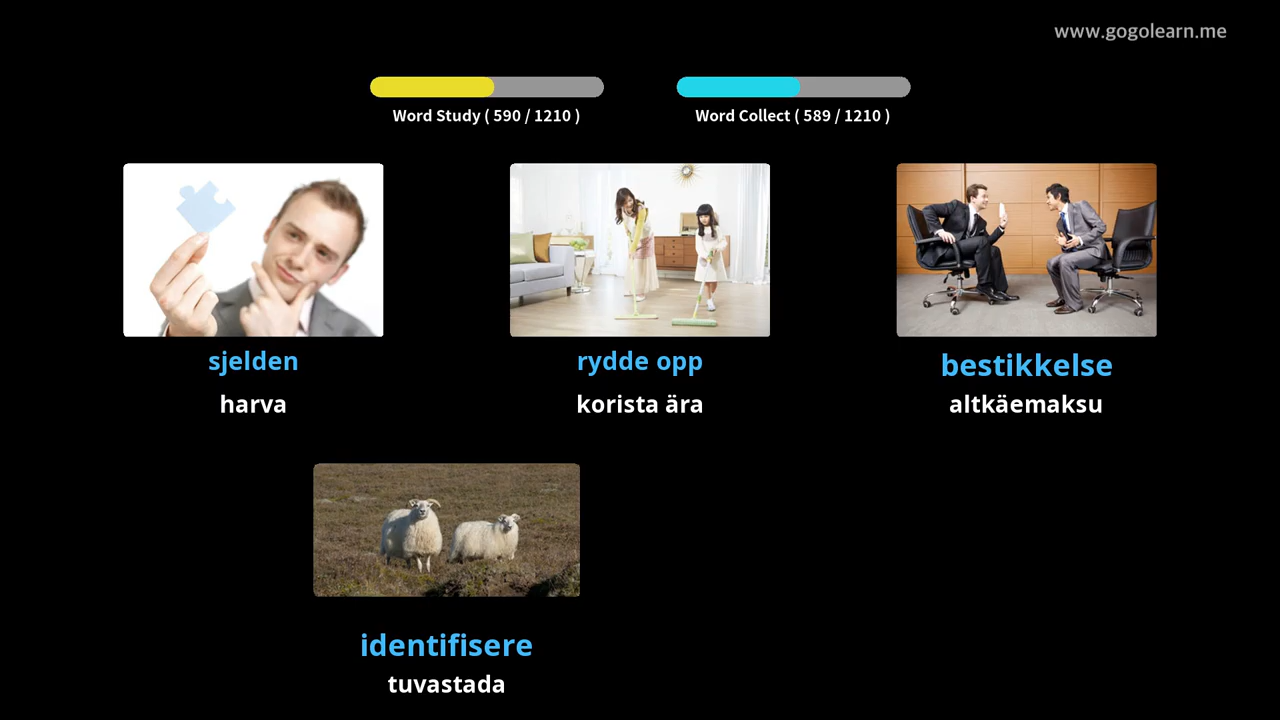 www.gogolearn.me
Word Study ( 590 / 1210 )
Word Collect ( 589 / 1210 )
sjelden
harva
rydde opp
korista ära
bestikkelse
altkäemaksu
identifisere
tuvastada